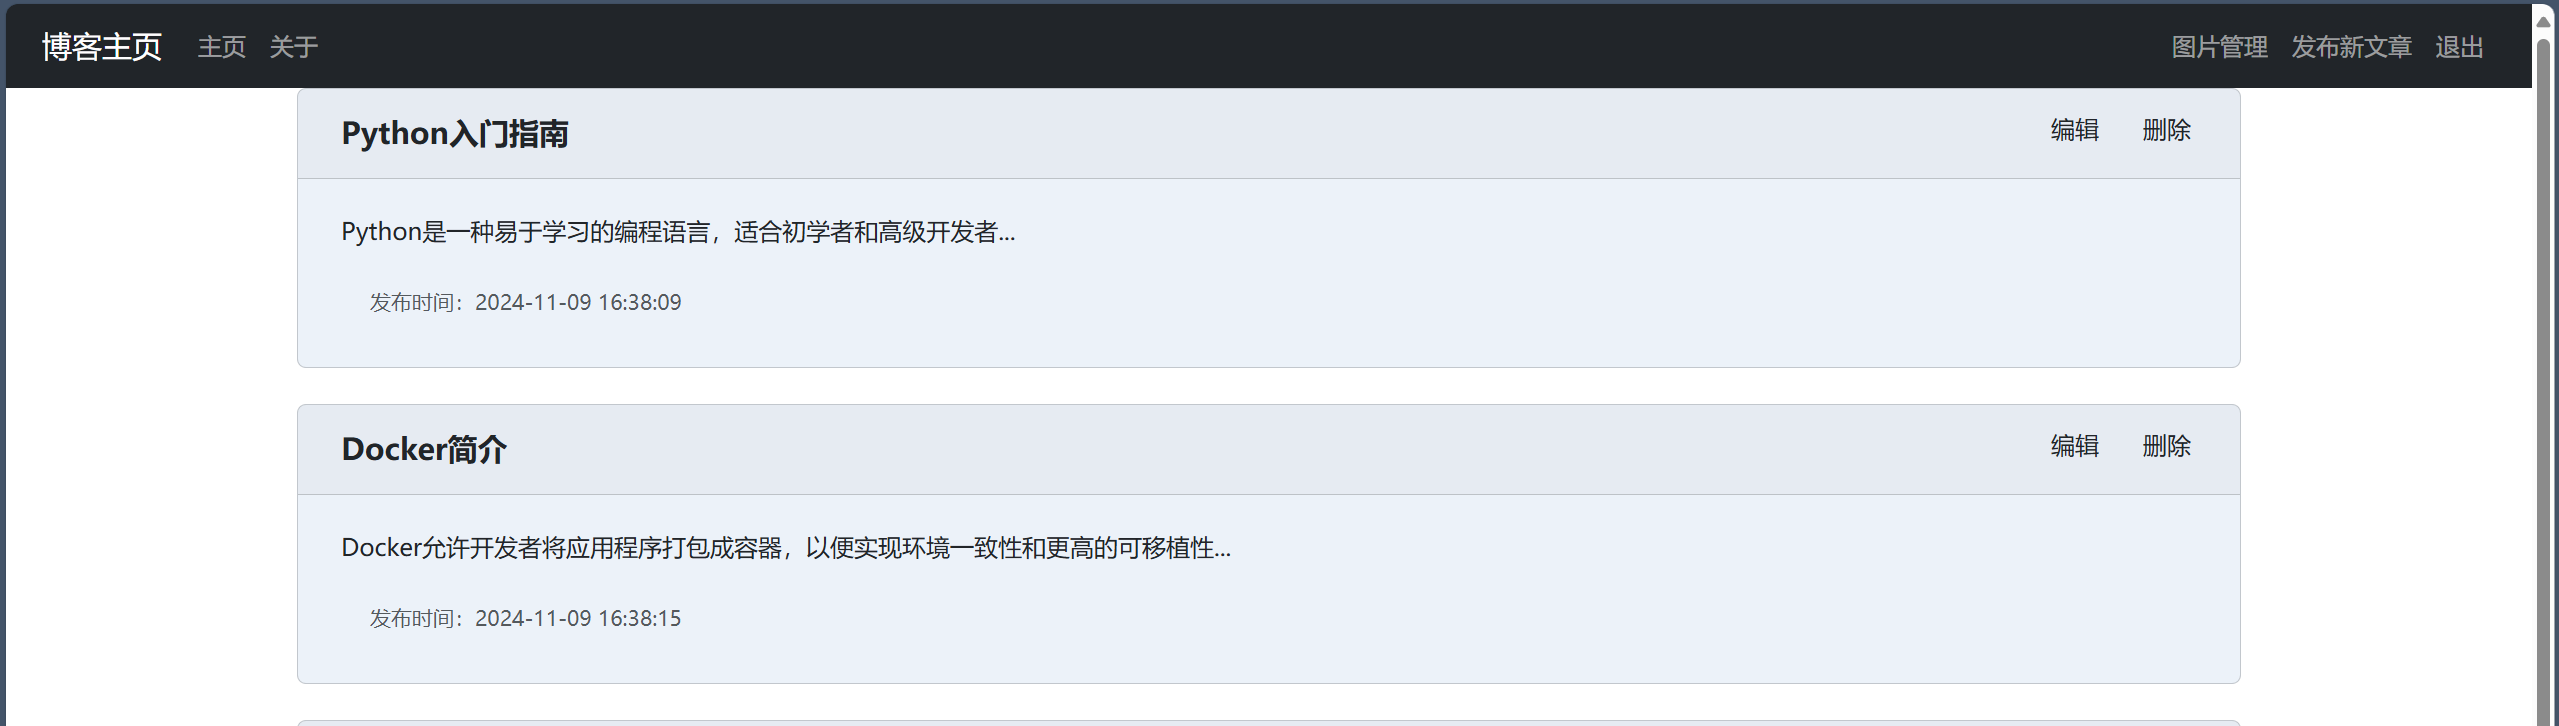 博客主页 主页 关于 图片管理 发布新文章 退出
Python入门指南 编辑 删除
Python是一种易于学习的编程语言，适合初学者和高级开发者...
发布时间：2024-11-09 16:38:09
Docker简介 编辑 删除
Docker允许开发者将应用程序打包成容器，以便实现环境一致性和更高的可移植性...
发布时间：2024-11-09 16:38:15